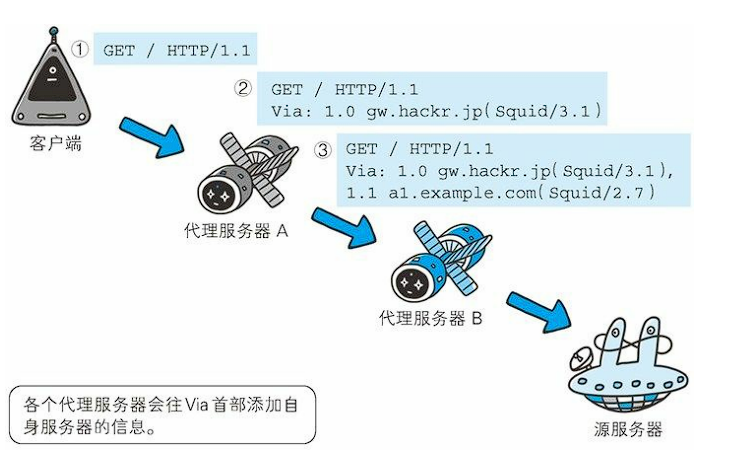 ① GET / HTTP/1.1
② GET / HTTP/1.1
Via: 1.0 gw.hackr.jp(Squid/3.1)
客户端
③ GET / HTTP/1.1
Via: 1.0 gw.hackr.jp(Squid/3.1),
1.1 a1.example.com(Squid/2.7)
代理服务器 A
代理服务器 B
各个代理服务器会往Via首部添加自
身服务器的信息。
源服务器